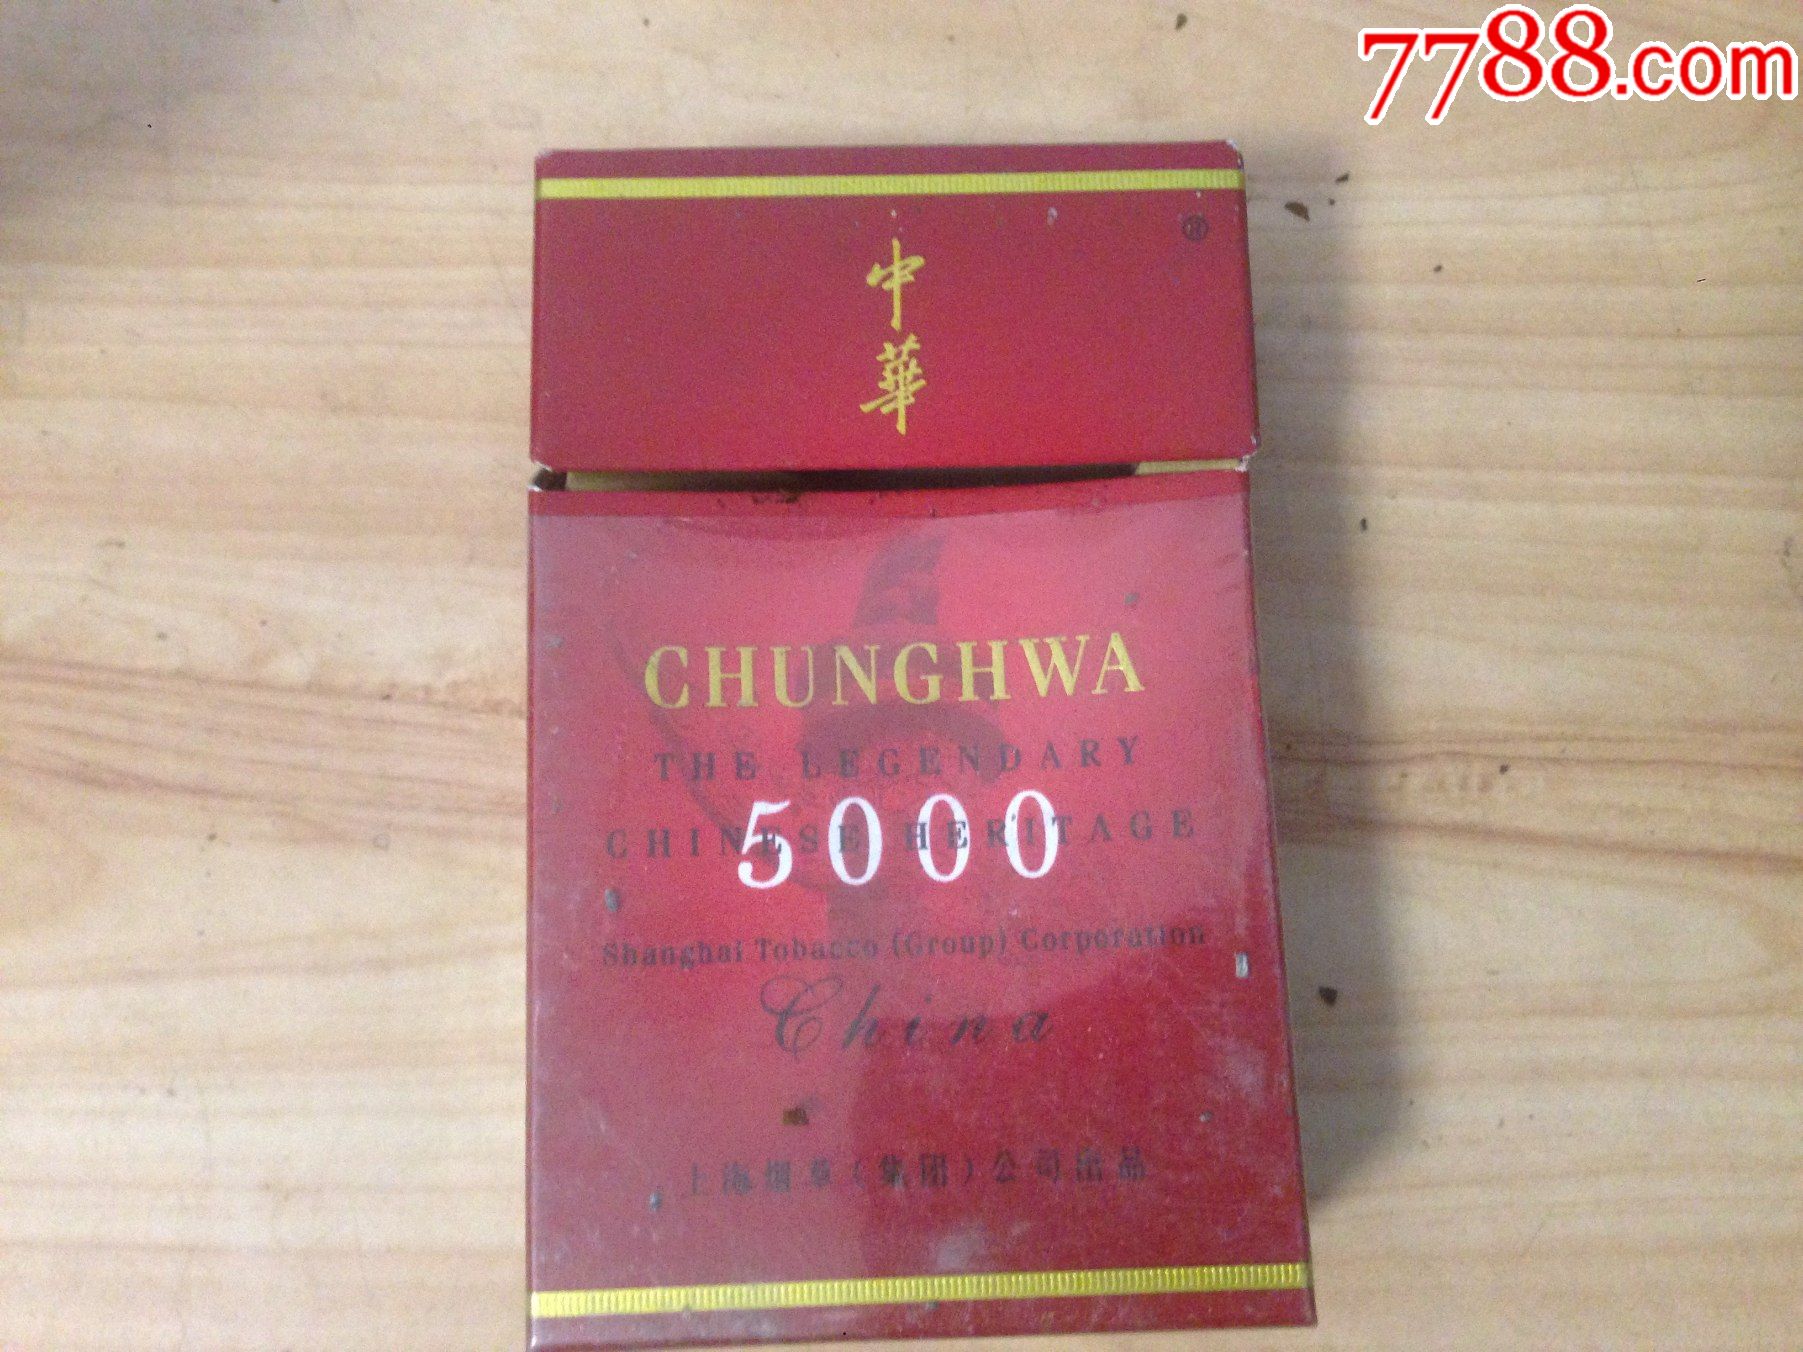 7788.com
®
中
華
CHUNGHWA
THE LEGENDARY
5000
CHINESE HERITAGE
Shanghai Tobacco (Group) Corporation
China
上海烟草(集团)公司出品